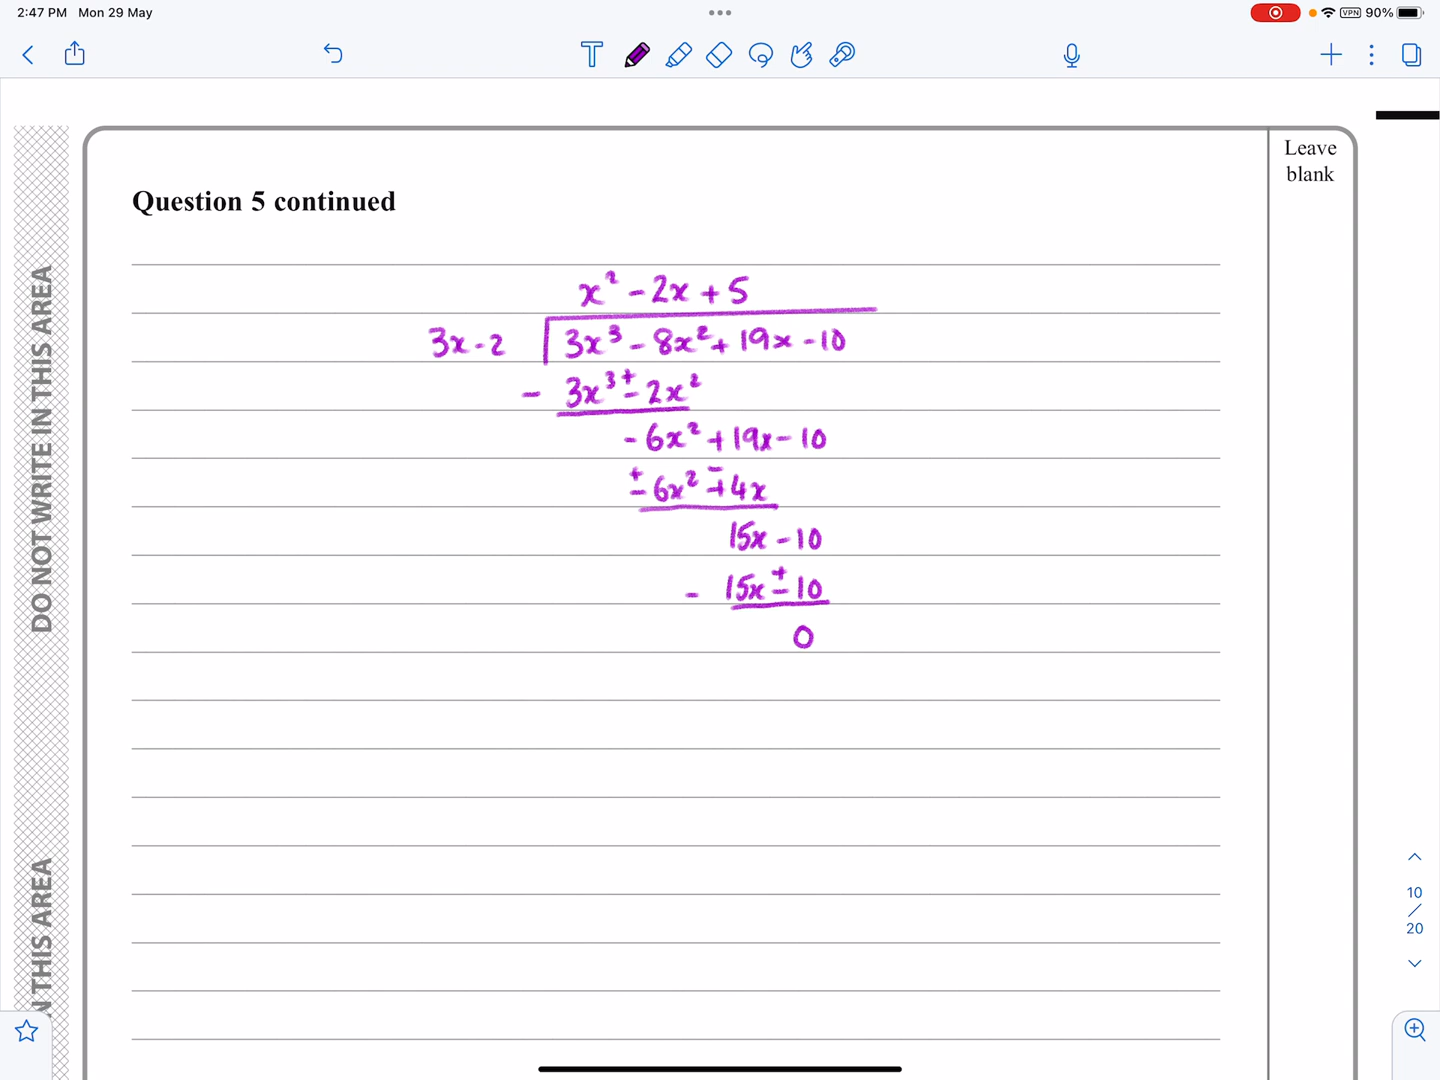 2:47 PM Mon 29 May
VPN 90%
T
Leave
blank
Question 5 continued
DO NOT WRITE IN THIS AREA
x² - 2x + 5
3x - 2 3x³ - 8x² + 19x - 10
- 3x³ ± 2x²
- 6x² + 19x - 10
± 6x² ∓ 4x
15x - 10
- 15x ± 10
0
N THIS AREA
10
/
20